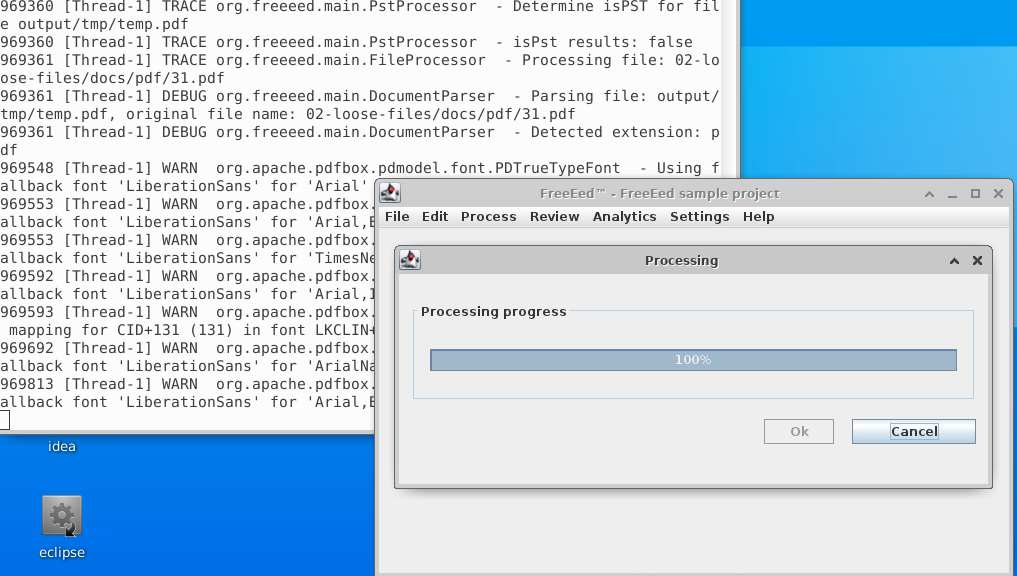 969360 [Thread-1] TRACE org.freeeed.main.PstProcessor  - Determine isPST for fil
e output/tmp/temp.pdf
969360 [Thread-1] TRACE org.freeeed.main.PstProcessor  - isPst results: false
969361 [Thread-1] TRACE org.freeeed.main.FileProcessor  - Processing file: 02-lo
ose-files/docs/pdf/31.pdf
969361 [Thread-1] DEBUG org.freeeed.main.DocumentParser  - Parsing file: output/
tmp/temp.pdf, original file name: 02-loose-files/docs/pdf/31.pdf
969361 [Thread-1] DEBUG org.freeeed.main.DocumentParser  - Detected extension: p
df
969548 [Thread-1] WARN  org.apache.pdfbox.pdmodel.font.PDTrueTypeFont  - Using f
allback font 'LiberationSans' for 'Arial'
969553 [Thread-1] WARN  org.apache.pdfbox.
allback font 'LiberationSans' for 'Arial,B
969553 [Thread-1] WARN  org.apache.pdfbox.
allback font 'LiberationSans' for 'TimesNe
969592 [Thread-1] WARN  org.apache.pdfbox.
allback font 'LiberationSans' for 'Arial,I
969593 [Thread-1] WARN  org.apache.pdfbox.
mapping for CID+131 (131) in font LKCLIN+
969692 [Thread-1] WARN  org.apache.pdfbox.
allback font 'LiberationSans' for 'ArialNa
969813 [Thread-1] WARN  org.apache.pdfbox.
allback font 'LiberationSans' for 'Arial,B
FreeEed™ - FreeEed sample project
File Edit Process Review Analytics Settings Help
Processing
Processing progress
100%
Ok Cancel
idea
eclipse